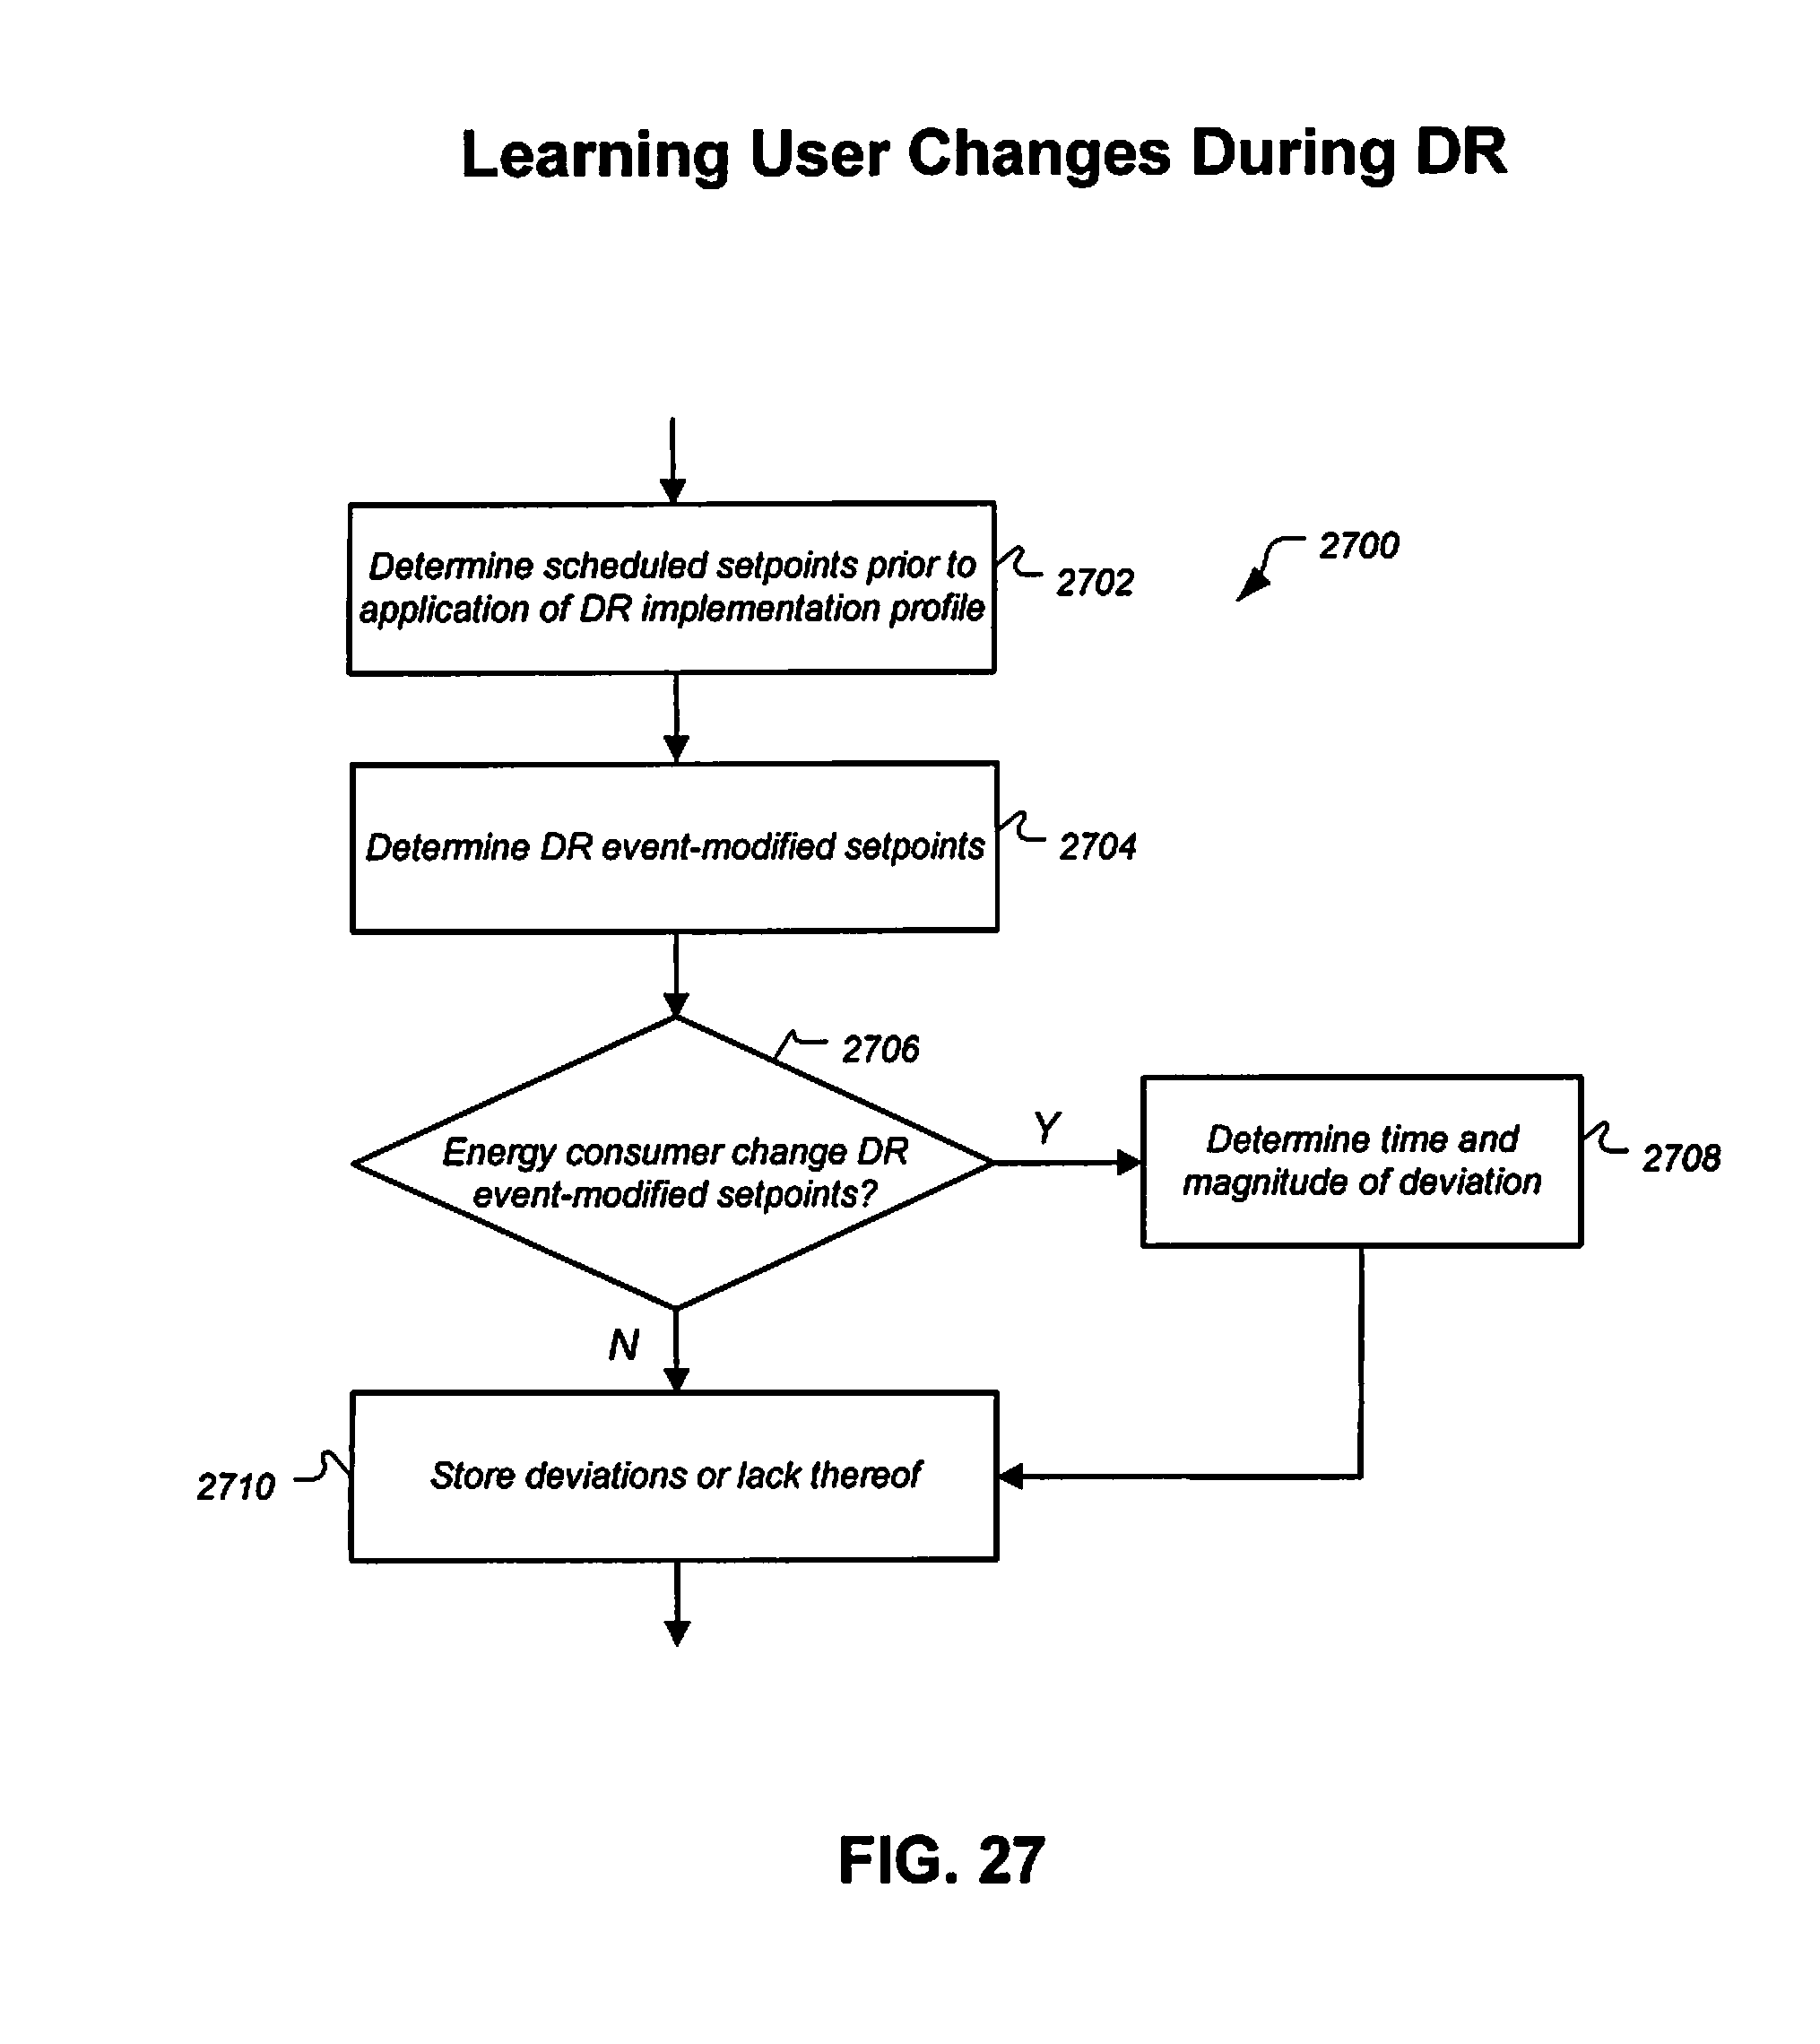 Learning User Changes During DR
2700
Determine scheduled setpoints prior to
application of DR implementation profile
2702
Determine DR event-modified setpoints
2704
2706
Energy consumer change DR
event-modified setpoints?
Y
Determine time and
magnitude of deviation
2708
N
Store deviations or lack thereof
2710
FIG. 27